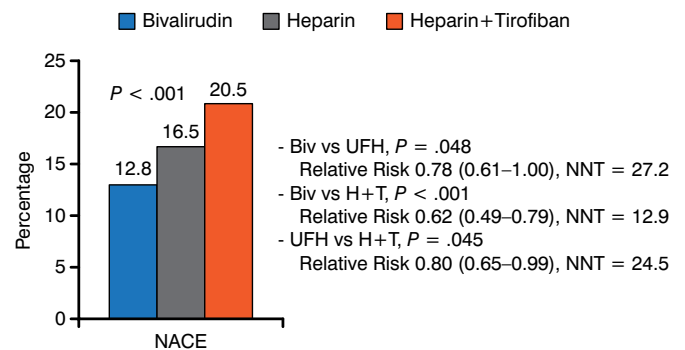 Bivalirudin Heparin Heparin+Tirofiban
Percentage
25
20
15
10
5
0
P < .001
12.8
16.5
20.5
NACE
- Biv vs UFH, P = .048
Relative Risk 0.78 (0.61–1.00), NNT = 27.2
- Biv vs H+T, P < .001
Relative Risk 0.62 (0.49–0.79), NNT = 12.9
- UFH vs H+T, P = .045
Relative Risk 0.80 (0.65–0.99), NNT = 24.5